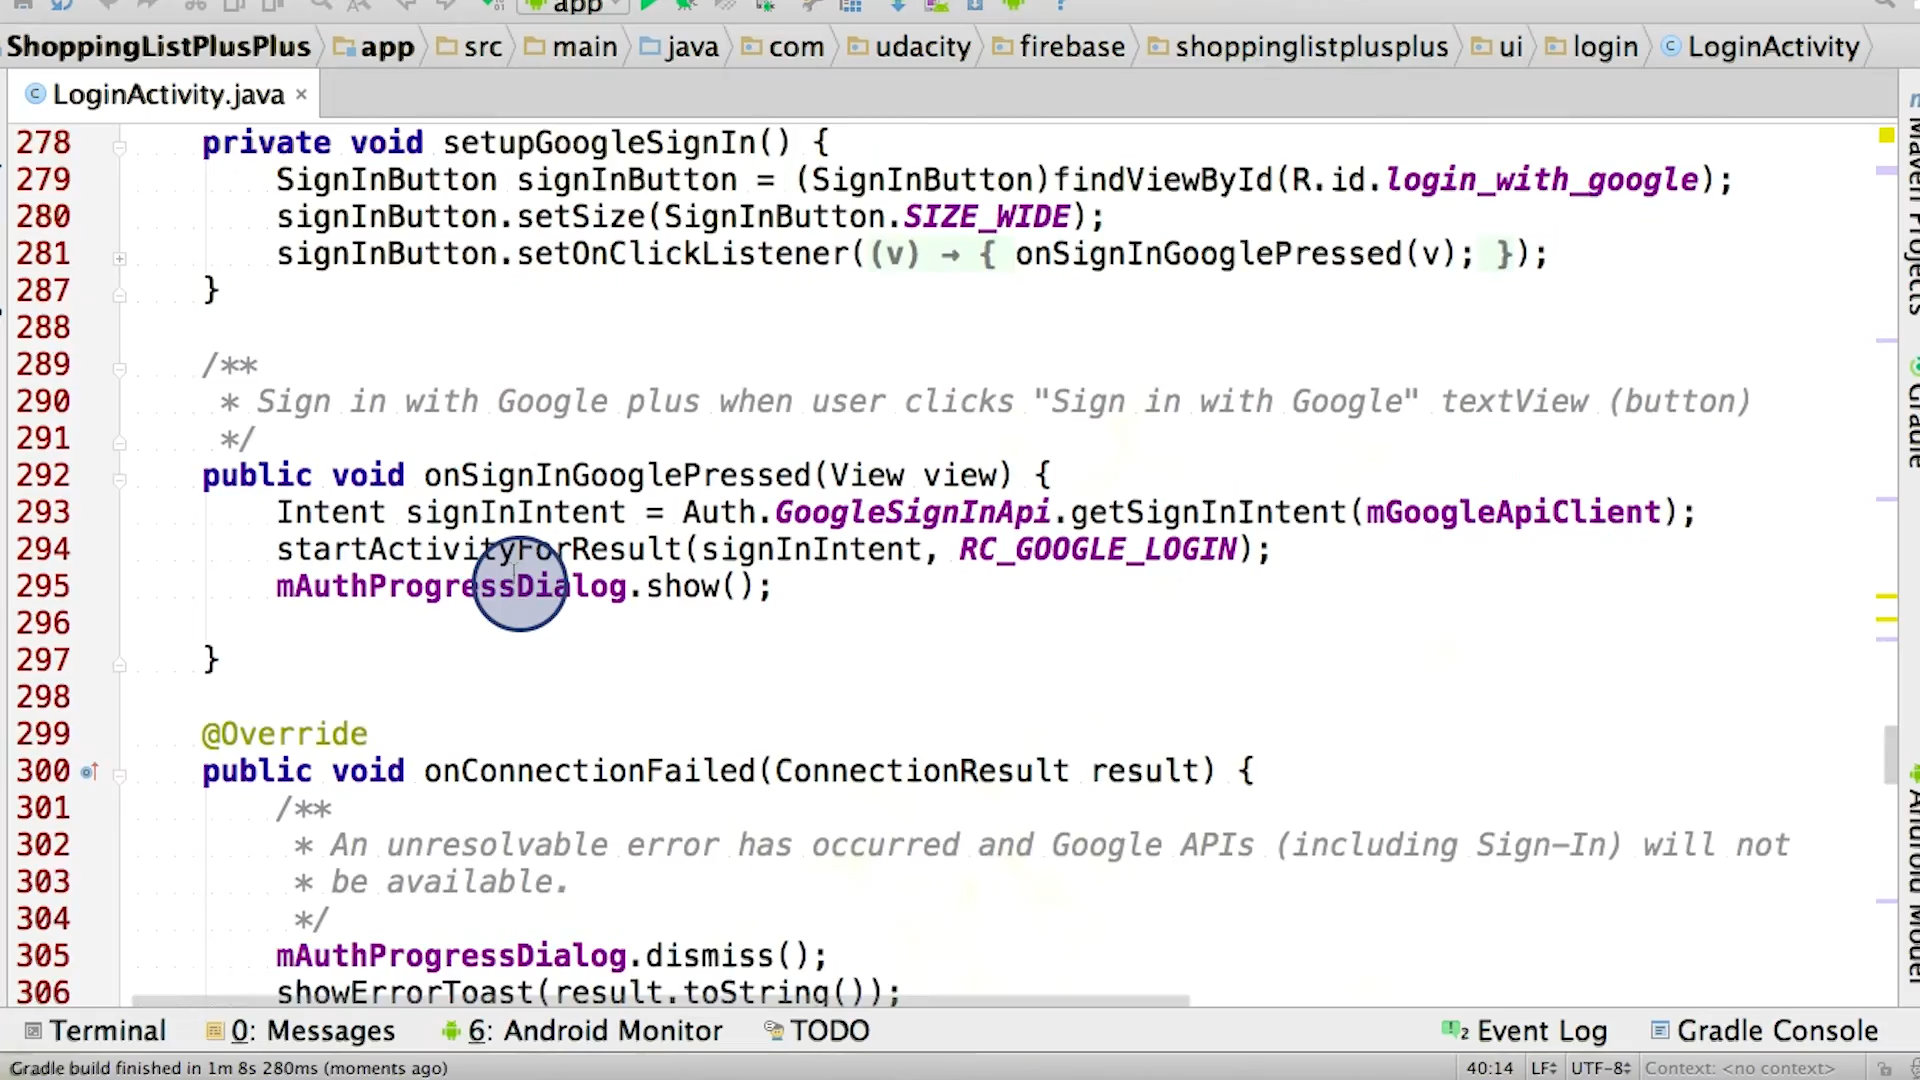 app
ShoppingListPlusPlus app src main java com udacity firebase shoppinglistplusplus ui login LoginActivity
LoginActivity.java
278 private void setupGoogleSignIn() {
279 SignInButton signInButton = (SignInButton)findViewById(R.id.login_with_google);
280 signInButton.setSize(SignInButton.SIZE_WIDE);
281 signInButton.setOnClickListener((v) → { onSignInGooglePressed(v); });
287 }
288
289 /**
290 * Sign in with Google plus when user clicks "Sign in with Google" textView (button)
291 */
292 public void onSignInGooglePressed(View view) {
293 Intent signInIntent = Auth.GoogleSignInApi.getSignInIntent(mGoogleApiClient);
294 startActivityForResult(signInIntent, RC_GOOGLE_LOGIN);
295 mAuthProgressDialog.show();
296
297 }
298
299 @Override
300 public void onConnectionFailed(ConnectionResult result) {
301 /**
302 * An unresolvable error has occurred and Google APIs (including Sign-In) will not
303 * be available.
304 */
305 mAuthProgressDialog.dismiss();
306 showErrorToast(result.toString());
Maven Projects
Gradle
Android Model
Terminal 0: Messages 6: Android Monitor TODO 2 Event Log Gradle Console
Gradle build finished in 1m 8s 280ms (moments ago) 40:14 LF UTF-8 Context: <no context>